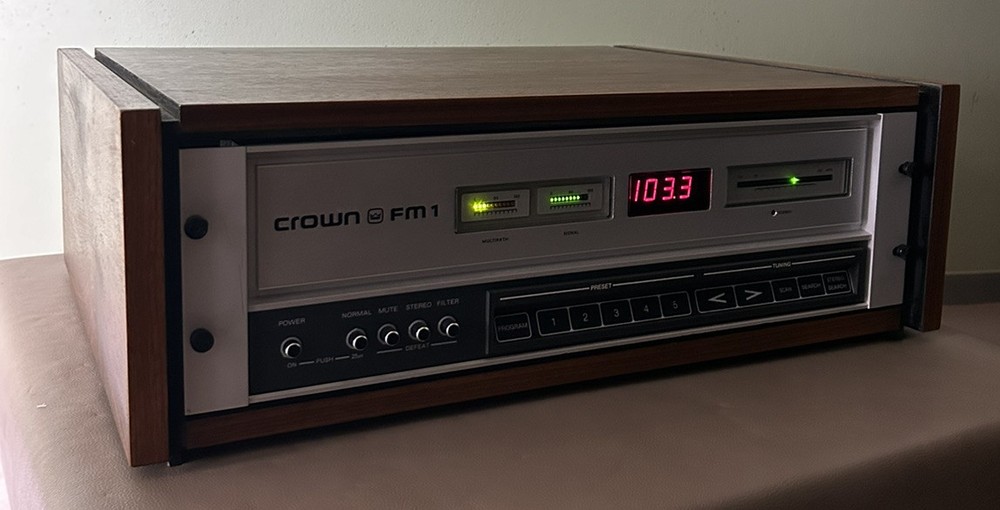 crown FM1
MULTIPATH
SIGNAL
103.3
PRESET
TUNING
POWER
NORMAL
MUTE
STEREO
FILTER
PROGRAM
1
2
3
4
5
<
>
SCAN
SEARCH
STEREO SEARCH
ON
PUSH
DEFEAT